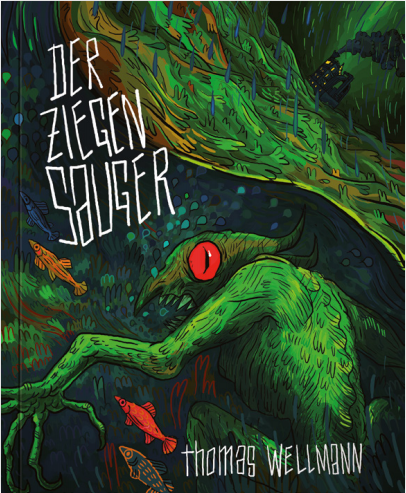 DER
ZIEGEN
SAUGER
thomas WELLMANN